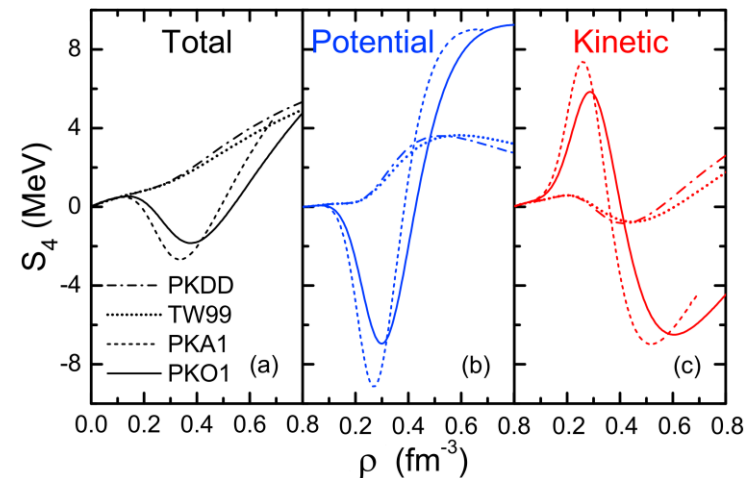 Total
Potential
Kinetic
8
4
0
-4
-8
S₄ (MeV)
PKDD
TW99
PKA1
PKO1
(a)
(b)
(c)
0.0 0.2 0.4 0.6 0.8 0.2 0.4 0.6 0.8 0.2 0.4 0.6 0.8
ρ (fm⁻³)